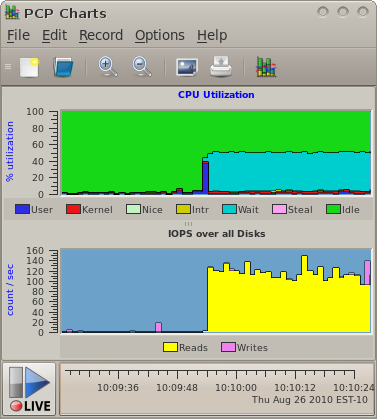 PCP Charts
File Edit Record Options Help
CPU Utilization
% utilization
100
80
60
40
20
0
User Kernel Nice Intr Wait Steal Idle
IOPS over all Disks
count / sec
160
140
120
100
80
60
40
20
0
Reads Writes
LIVE
10:09:36 10:09:48 10:10:00 10:10:12 10:10:24
Thu Aug 26 2010 EST-10